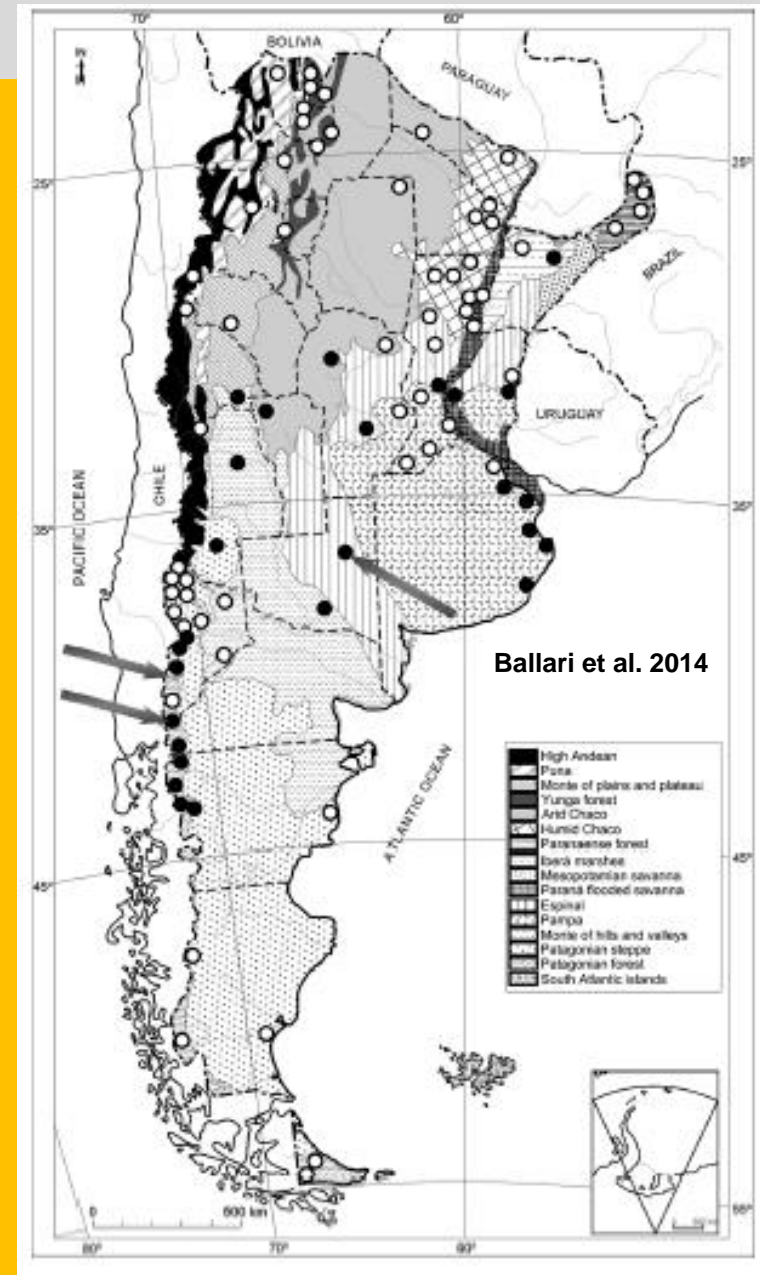 70°
60°
BOLIVIA
N
PARAGUAY
25°
25°
BRAZIL
URUGUAY
PACIFIC OCEAN
CHILE
35°
35°
Ballari et al. 2014
ATLANTIC OCEAN
High Andean
Puna
Monte of plains and plateau
Yunga forest
Arid Chaco
Humid Chaco
Paranaense forest
Iberá marshes
Mesopotamian savanna
Paraná flooded savanna
Espinal
Pampa
Monte of hills and valleys
Patagonian steppe
Patagonian forest
South Atlantic islands
45°
45°
0
600 km
55°
80°
70°
60°